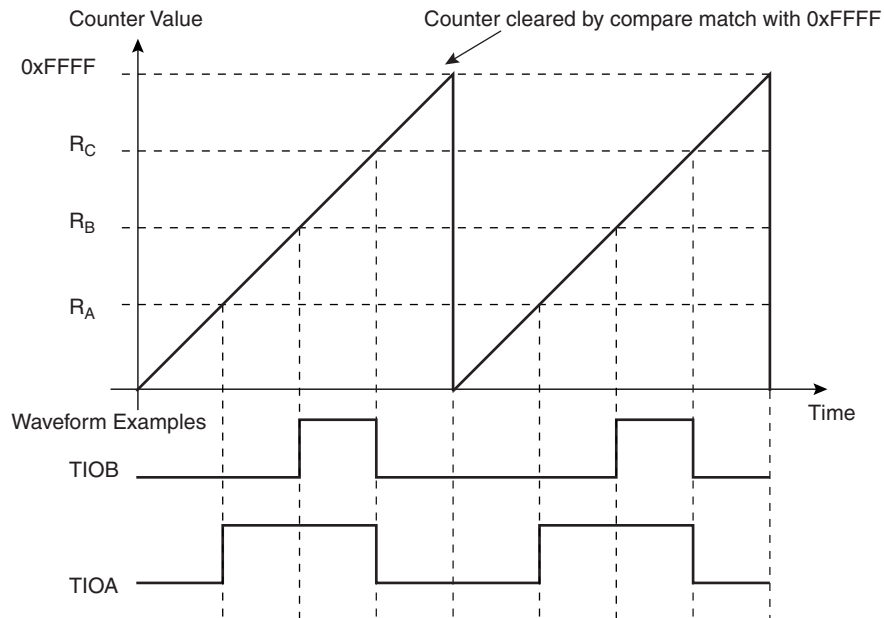 Counter Value
Counter cleared by compare match with 0xFFFF
0xFFFF
RC
RB
RA
Time
Waveform Examples
TIOB
TIOA